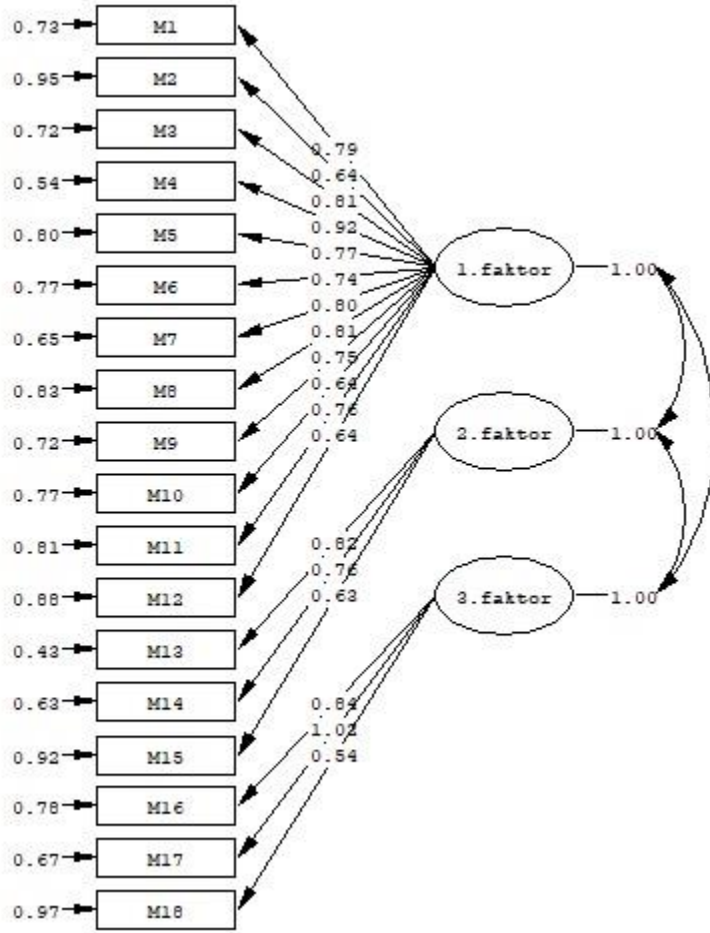 0.73 M1
0.95 M2
0.72 M3
0.54 M4
0.80 M5
0.77 M6
0.65 M7
0.83 M8
0.72 M9
0.77 M10
0.81 M11
0.88 M12
0.43 M13
0.63 M14
0.92 M15
0.78 M16
0.67 M17
0.97 M18
0.79
0.64
0.81
0.92
0.77
0.74
0.80
0.81
0.75
0.64
0.76
0.64
0.82
0.76
0.63
0.84
1.02
0.54
1.faktor 1.00
2.faktor 1.00
3.faktor 1.00